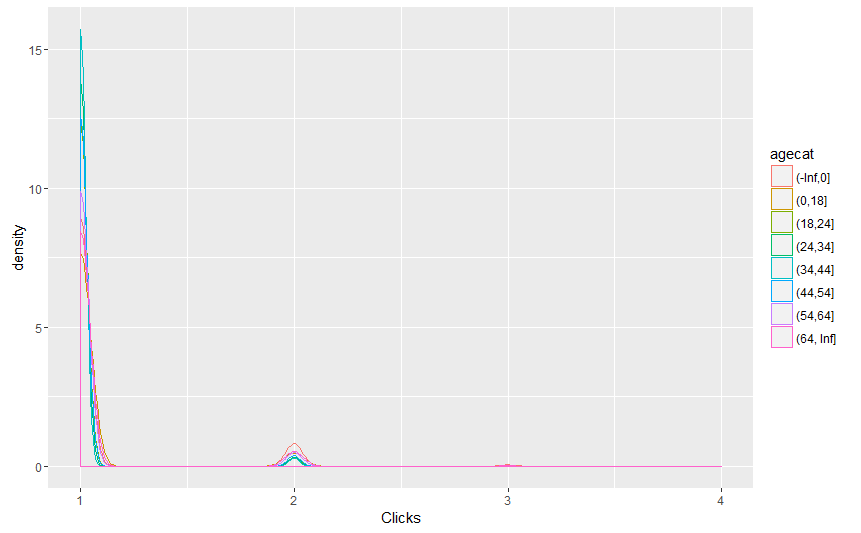 15
10
5
0
density
1
2
3
4
Clicks
agecat
(-Inf,0]
(0,18]
(18,24]
(24,34]
(34,44]
(44,54]
(54,64]
(64, Inf]